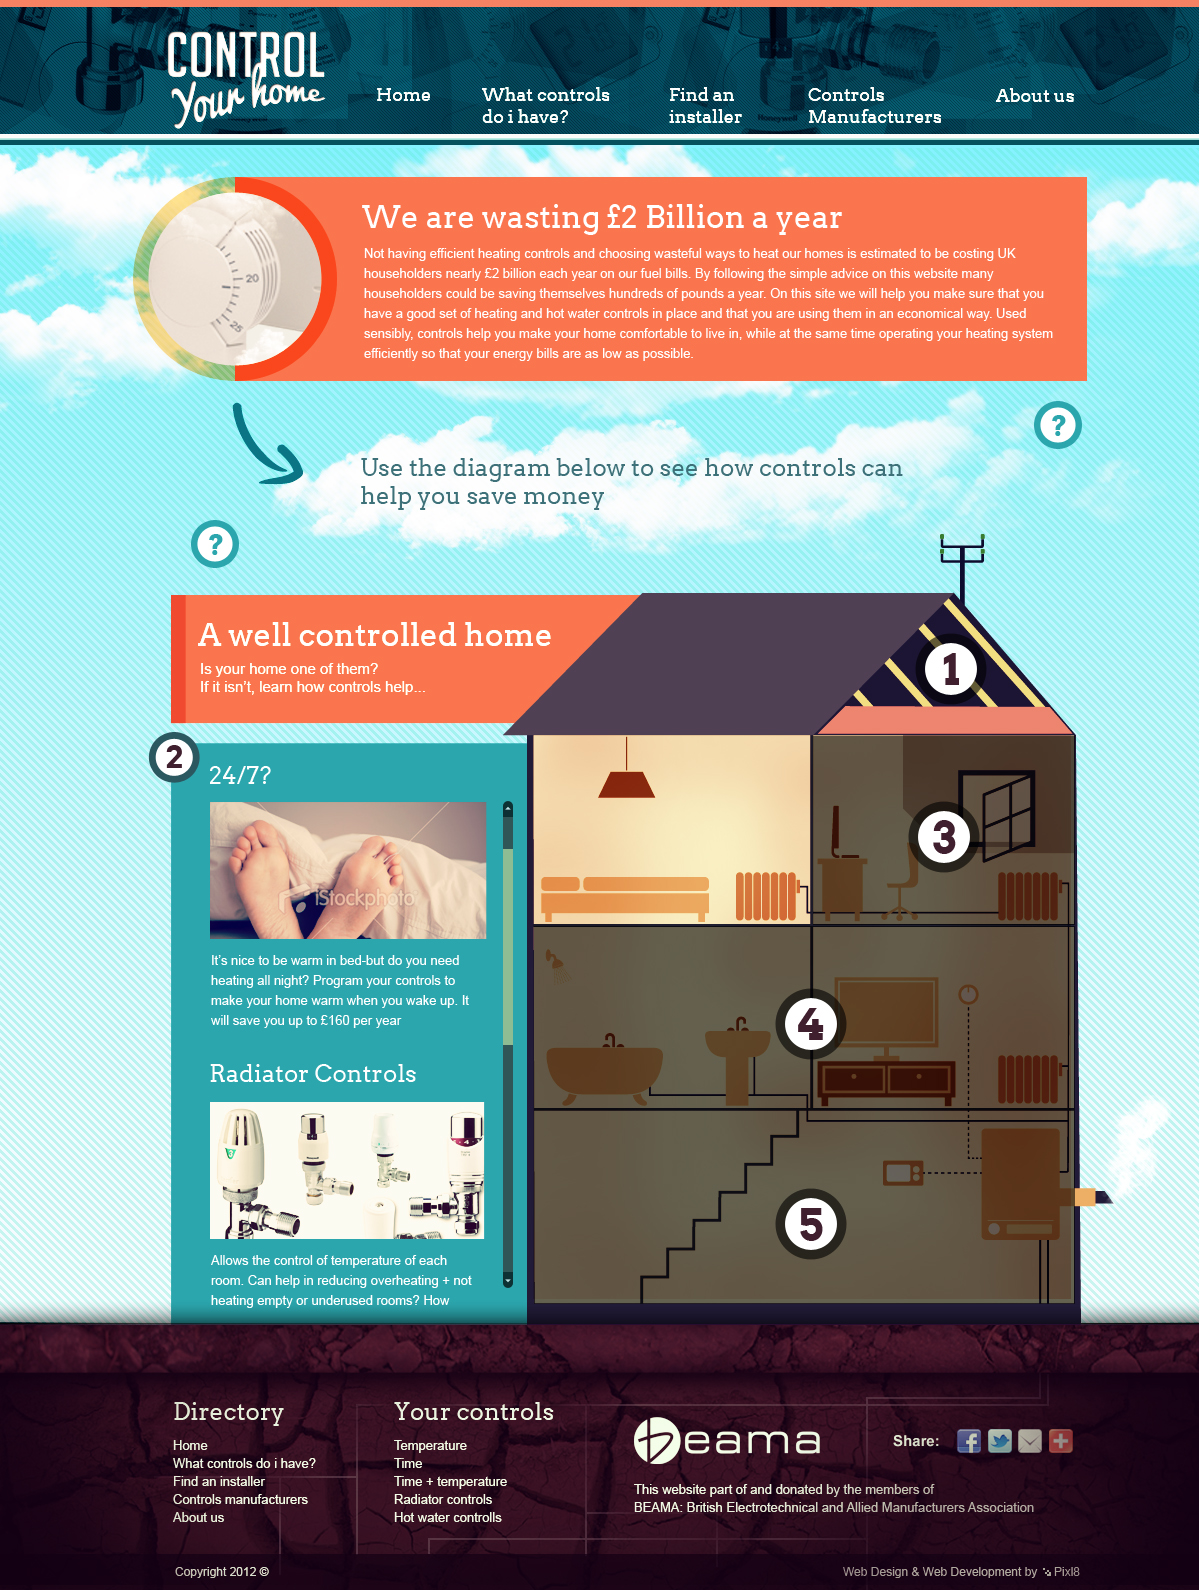 CONTROL
Your home
Home
What controls
do i have?
Find an
installer
Controls
Manufacturers
About us
We are wasting £2 Billion a year
Not having efficient heating controls and choosing wasteful ways to heat our homes is estimated to be costing UK
householders nearly £2 billion each year on our fuel bills. By following the simple advice on this website many
householders could be saving themselves hundreds of pounds a year. On this site we will help you make sure that you
have a good set of heating and hot water controls in place and that you are using them in an economical way. Used
sensibly, controls help you make your home comfortable to live in, while at the same time operating your heating system
efficiently so that your energy bills are as low as possible.
20
25
?
Use the diagram below to see how controls can
help you save money
?
A well controlled home
Is your home one of them?
If it isn't, learn how controls help...
1
2
24/7?
iStockphoto
It's nice to be warm in bed-but do you need
heating all night? Program your controls to
make your home warm when you wake up. It
will save you up to £160 per year
3
4
5
Radiator Controls
Allows the control of temperature of each
room. Can help in reducing overheating + not
heating empty or underused rooms? How
Directory
Home
What controls do i have?
Find an installer
Controls manufacturers
About us
Your controls
Temperature
Time
Time + temperature
Radiator controls
Hot water controlls
beama
Share:
This website part of and donated by the members of
BEAMA: British Electrotechnical and Allied Manufacturers Association
Copyright 2012 ©
Web Design & Web Development by Pixl8